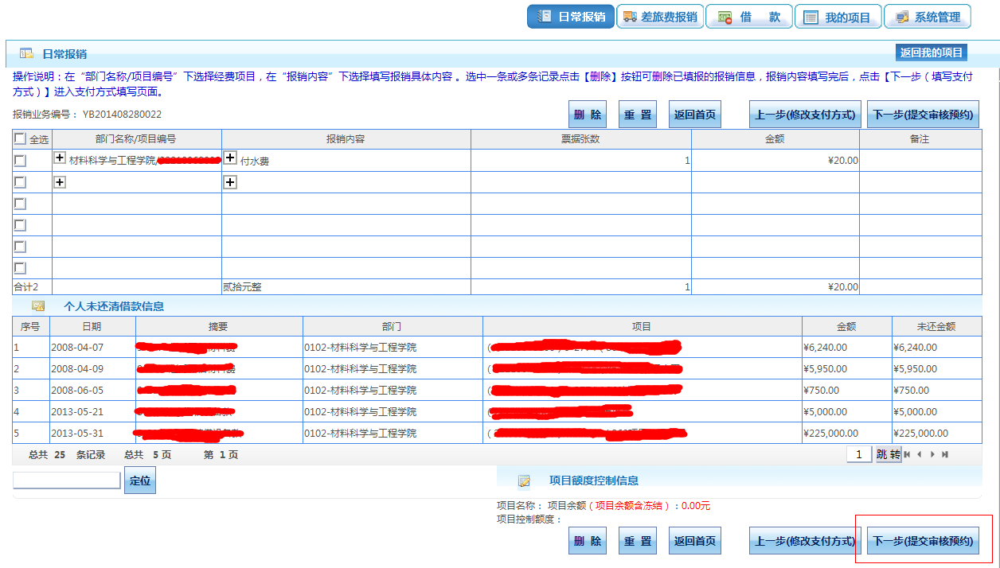 日常报销 差旅费报销 借 款 我的项目 系统管理
日常报销 返回我的项目
操作说明：在“部门名称/项目编号”下选择经费项目，在“报销内容”下选择填写报销具体内容 。选中一条或多条记录点击【删除】按钮可删除已填报的报销信息，报销内容填写完后，点击【下一步（填写支付
方式）】进入支付方式填写页面。
报销业务编号： YB201408280022 删 除 重 置 返回首页 上一步(修改支付方式) 下一步(提交审核预约)
全选 部门名称/项目编号 报销内容 票据张数 金额 备注
材料科学与工程学院/ 付水费 1 ¥20.00
合计2 贰拾元整 1 ¥20.00
个人未还清借款信息
序号 日期 摘要 部门 项目 金额 未还金额
1 2008-04-07 0102-材料科学与工程学院 ( ¥6,240.00 ¥6,240.00
2 2008-04-09 0102-材料科学与工程学院 ( ¥5,950.00 ¥5,950.00
3 2008-06-05 0102-材料科学与工程学院 ( ¥750.00 ¥750.00
4 2013-05-21 0102-材料科学与工程学院 ( ¥5,000.00 ¥5,000.00
5 2013-05-31 0102-材料科学与工程学院 ( ¥225,000.00 ¥225,000.00
总共 25 条记录 总共 5 页 第 1 页 1 跳 转
定位 项目额度控制信息
项目名称： 项目余额（项目余额含冻结）：0.00元
项目控制额度：
删 除 重 置 返回首页 上一步(修改支付方式) 下一步(提交审核预约)